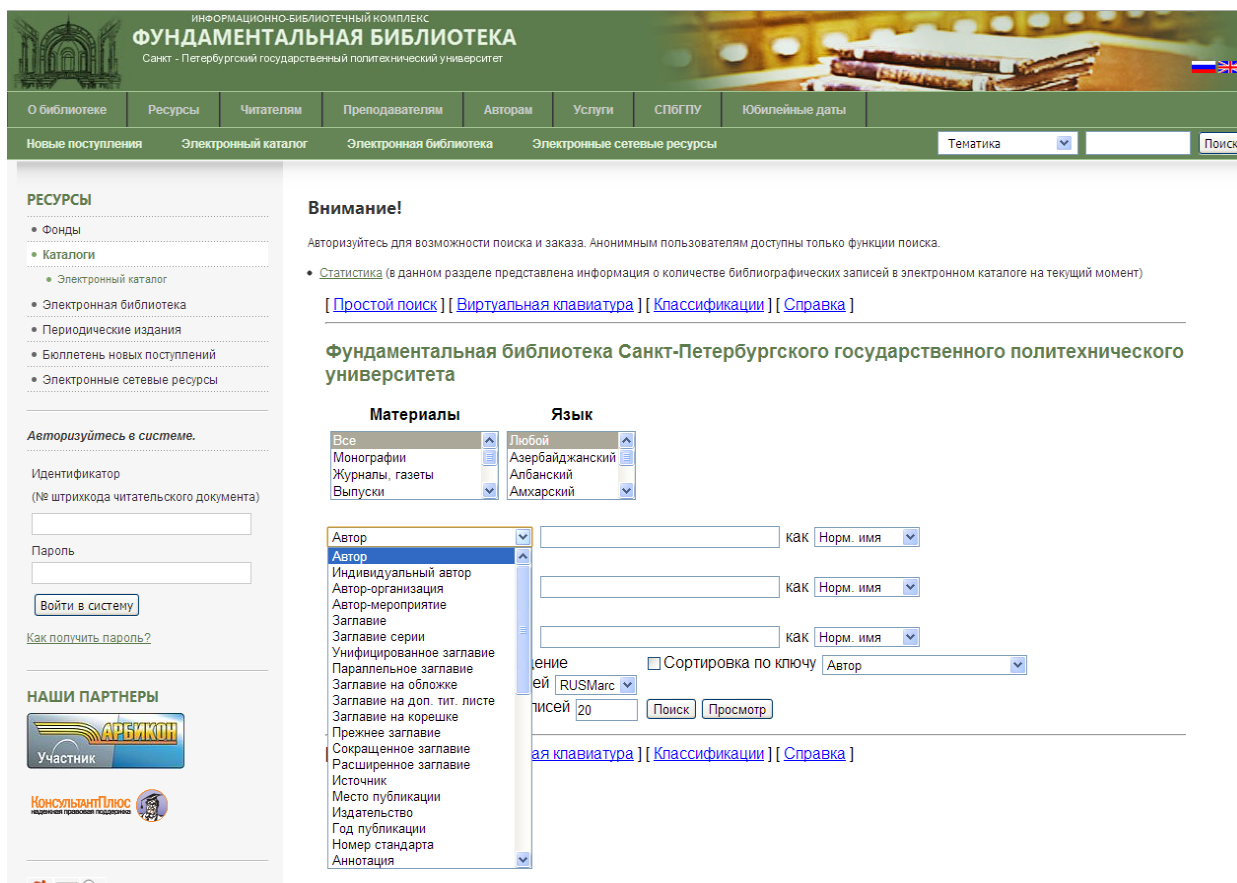 ИНФОРМАЦИОННО-БИБЛИОТЕЧНЫЙ КОМПЛЕКС
ФУНДАМЕНТАЛЬНАЯ БИБЛИОТЕКА
Санкт - Петербургский государственный политехнический университет
О библиотеке Ресурсы Читателям Преподавателям Авторам Услуги СПбГПУ Юбилейные даты
Новые поступления Электронный каталог Электронная библиотека Электронные сетевые ресурсы Тематика Поиск
РЕСУРСЫ
Фонды
Каталоги
Электронный каталог
Электронная библиотека
Периодические издания
Бюллетень новых поступлений
Электронные сетевые ресурсы
Авторизуйтесь в системе.
Идентификатор
(№ штрихкода читательского документа)
Пароль
Войти в систему
Как получить пароль?
НАШИ ПАРТНЕРЫ
АРБИКОН
Участник
КонсультантПлюс
надежная правовая поддержка
Внимание!
Авторизуйтесь для возможности поиска и заказа. Анонимным пользователям доступны только функции поиска.
Статистика (в данном разделе представлена информация о количестве библиографических записей в электронном каталоге на текущий момент)
[ Простой поиск ] [ Виртуальная клавиатура ] [ Классификации ] [ Справка ]
Фундаментальная библиотека Санкт-Петербургского государственного политехнического
университета
Материалы Язык
Все Любой
Монографии Азербайджанский
Журналы, газеты Албанский
Выпуски Амхарский
Автор как Норм. имя
Автор
Индивидуальный автор
Автор-организация как Норм. имя
Автор-мероприятие
Заглавие
Заглавие серии как Норм. имя
Унифицированное заглавие
Параллельное заглавие ение Сортировка по ключу Автор
Заглавие на обложке ей RUSMarc
Заглавие на доп. тит. листе писей 20 Поиск Просмотр
Заглавие на корешке
Прежнее заглавие
Сокращенное заглавие [ ая клавиатура ] [ Классификации ] [ Справка ]
Расширенное заглавие
Источник
Место публикации
Издательство
Год публикации
Номер стандарта
Аннотация